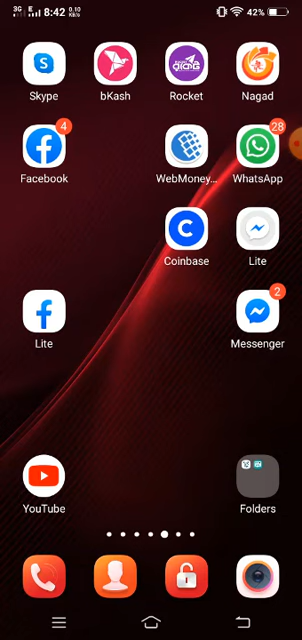 3G E 8:42 0.10 KB/s 42%
Skype bKash Rocket Nagad
4 28
Facebook WebMoney... WhatsApp
Coinbase Lite
2
Lite Messenger
YouTube Folders